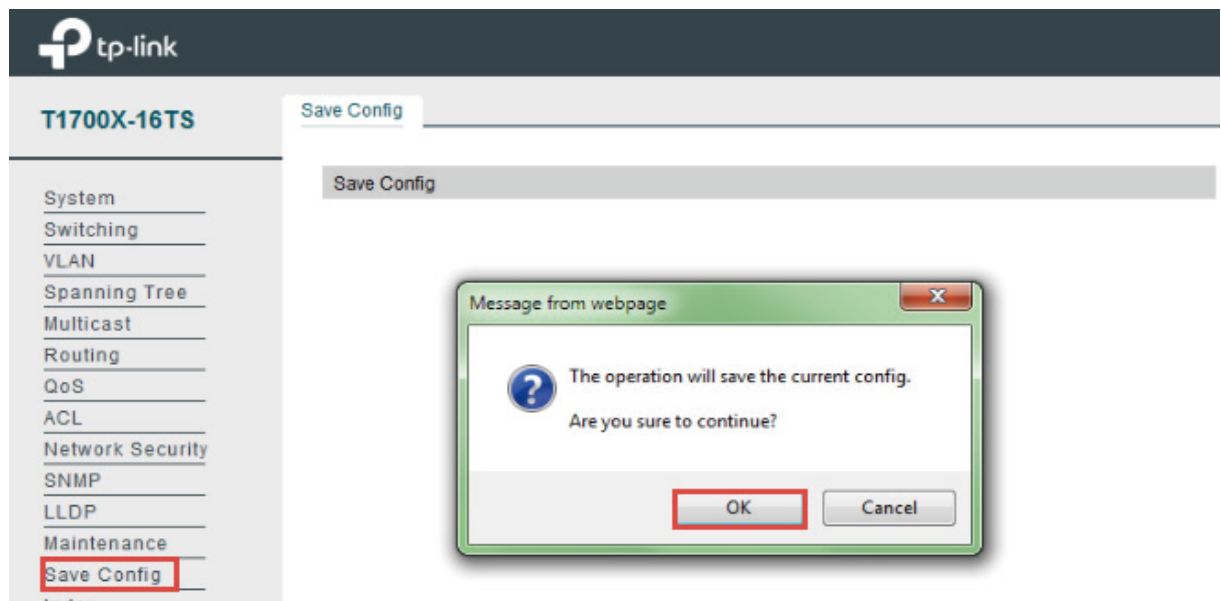 tp-link
T1700X-16TS
Save Config
Save Config
System
Switching
VLAN
Spanning Tree
Multicast
Routing
QoS
ACL
Network Security
SNMP
LLDP
Maintenance
Save Config
Message from webpage
The operation will save the current config.
Are you sure to continue?
OK
Cancel